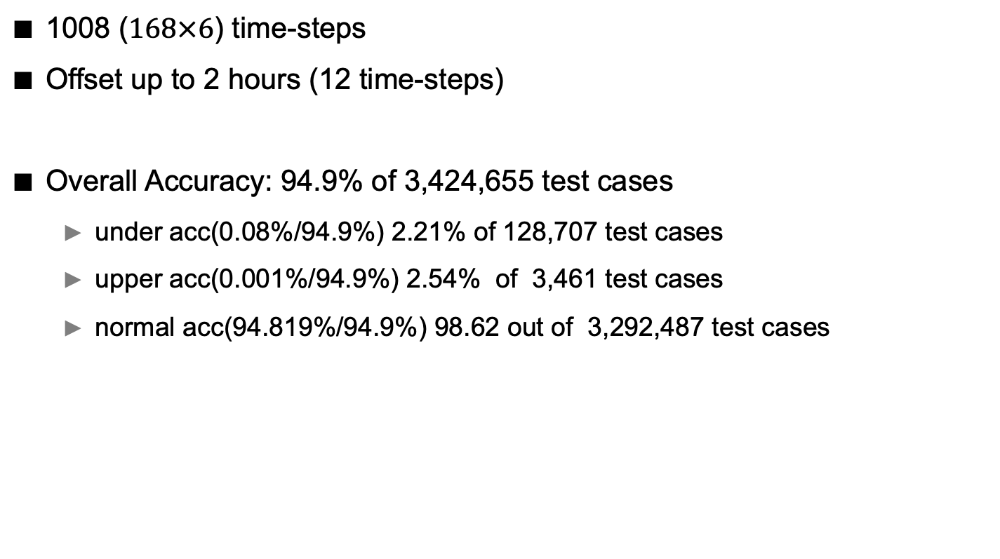 ■ 1008 (168×6) time-steps
■ Offset up to 2 hours (12 time-steps)
■ Overall Accuracy: 94.9% of 3,424,655 test cases
► under acc(0.08%/94.9%) 2.21% of 128,707 test cases
► upper acc(0.001%/94.9%) 2.54%  of  3,461 test cases
► normal acc(94.819%/94.9%) 98.62 out of  3,292,487 test cases